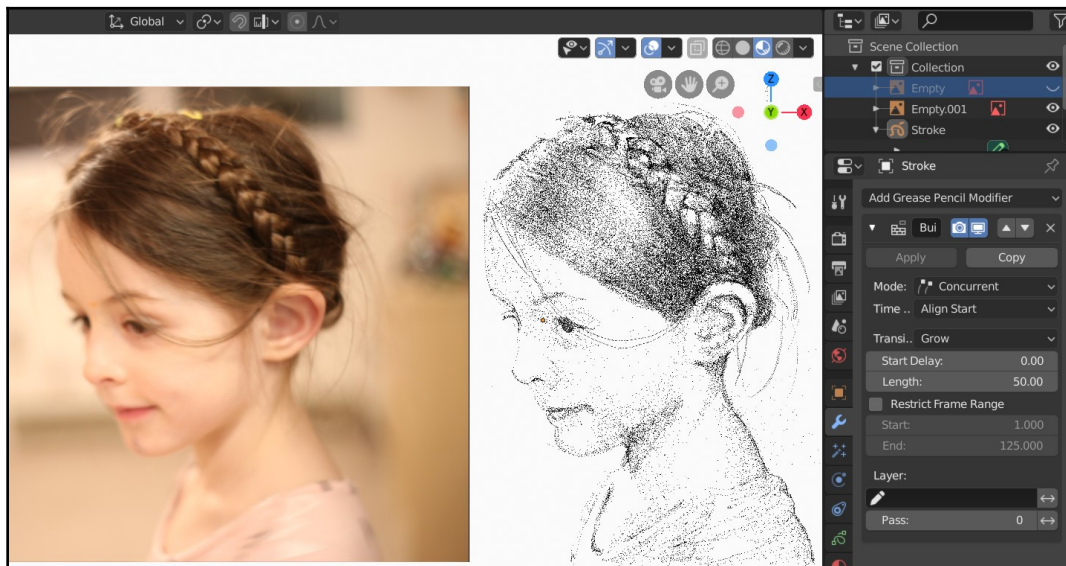 Global
Scene Collection
Collection
Empty
Empty.001
Stroke
Stroke
Add Grease Pencil Modifier
Bui
Apply
Copy
Mode:
Concurrent
Time ..
Align Start
Transi..
Grow
Start Delay:
0.00
Length:
50.00
Restrict Frame Range
Start:
1.000
End:
125.000
Layer:
Pass:
0
Z
Y
X